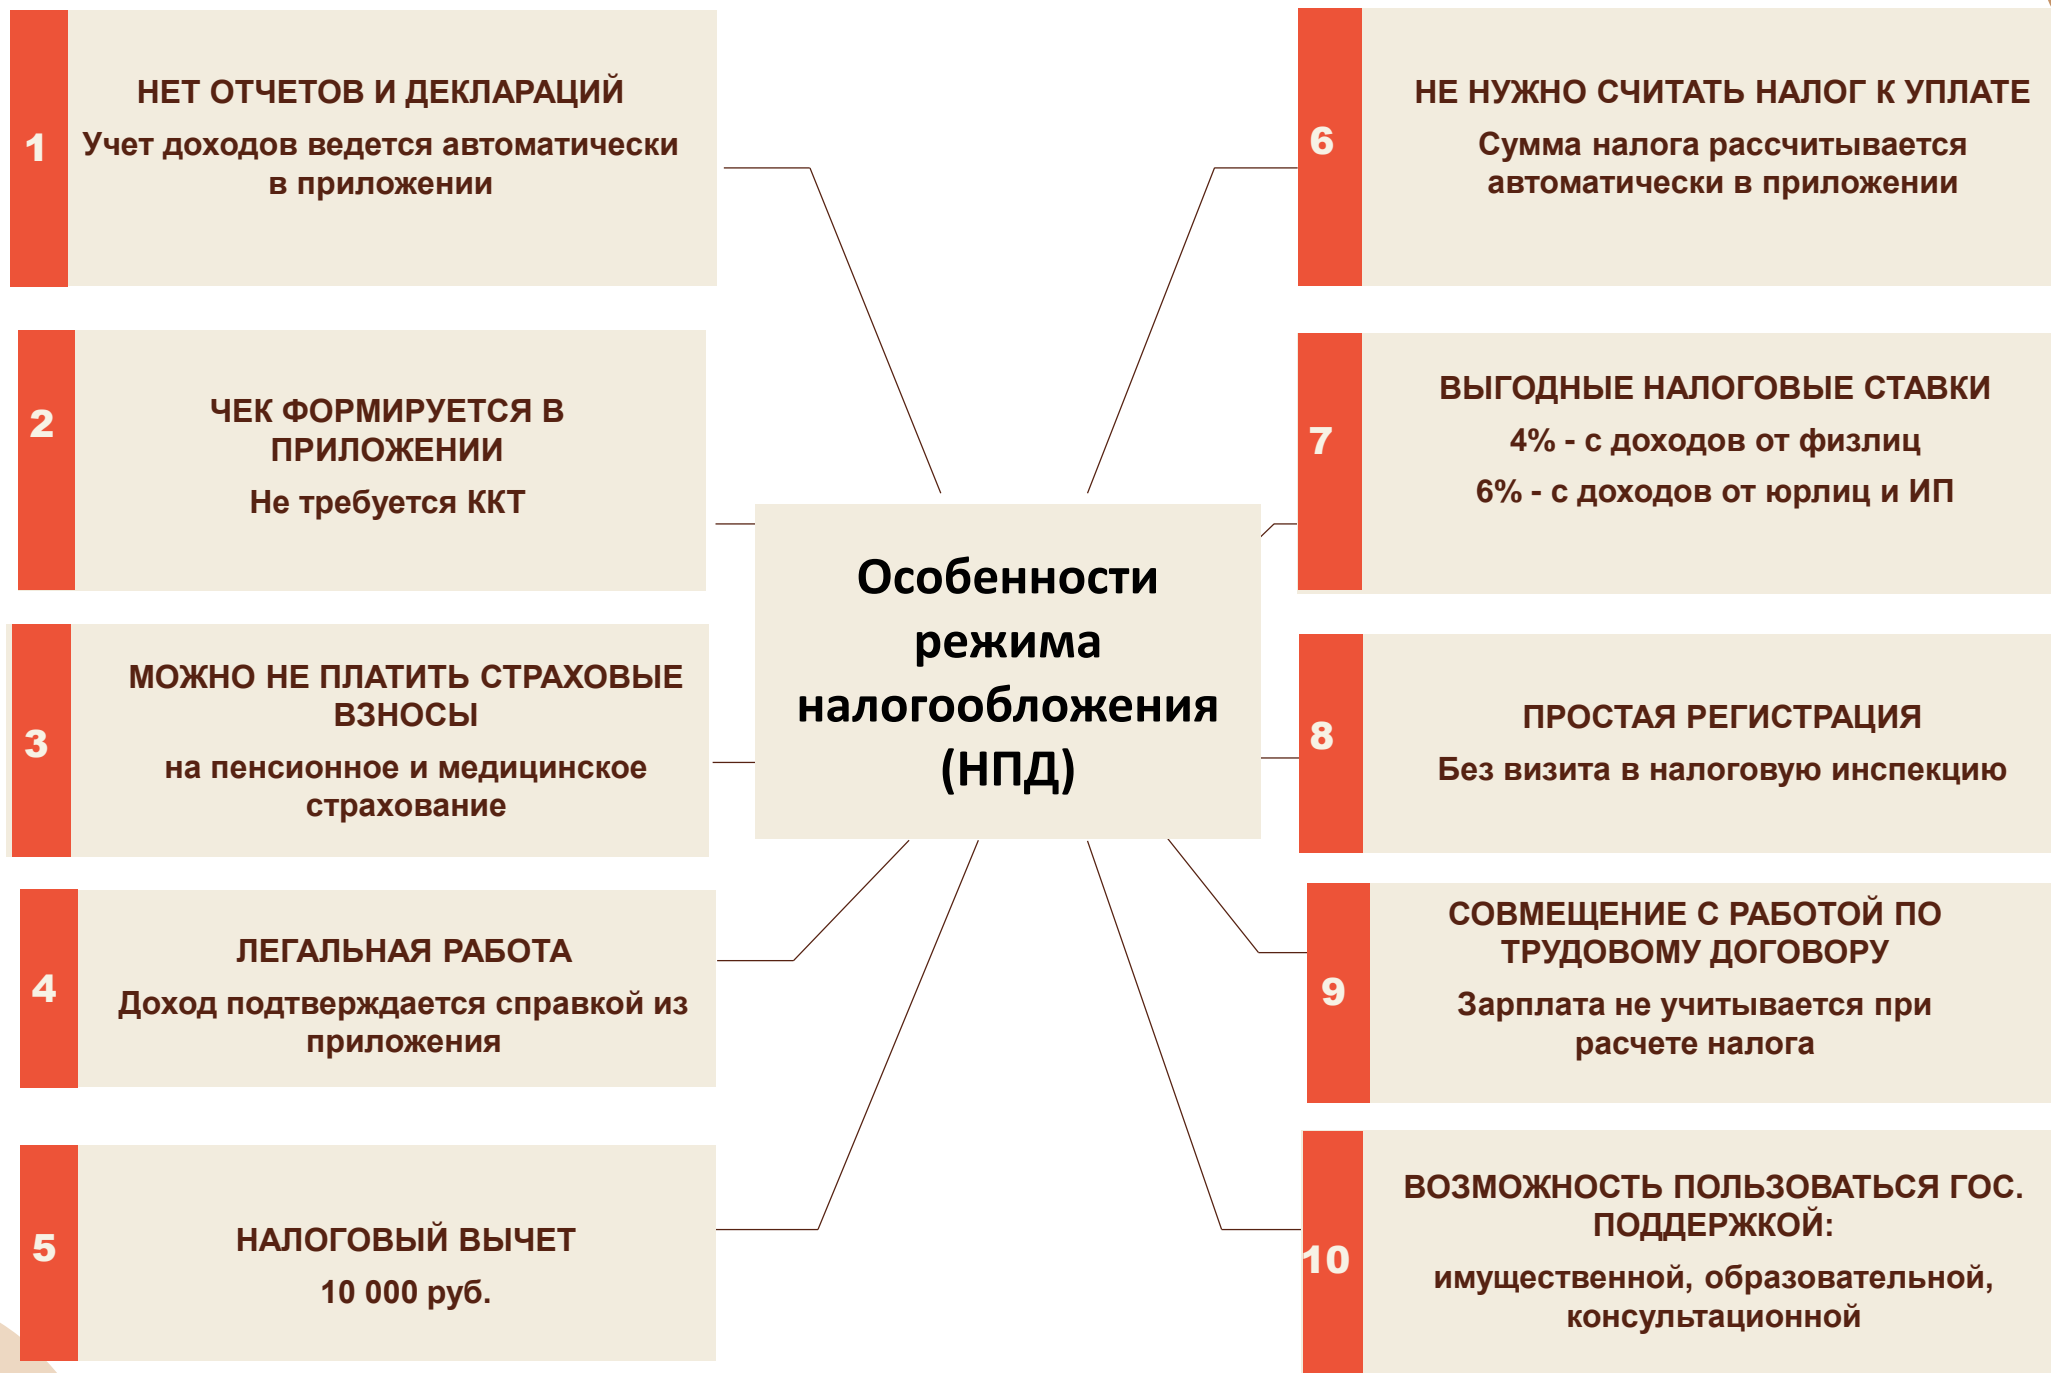 1
НЕТ ОТЧЕТОВ И ДЕКЛАРАЦИЙ
Учет доходов ведется автоматически
в приложении
2
ЧЕК ФОРМИРУЕТСЯ В
ПРИЛОЖЕНИИ
Не требуется ККТ
3
МОЖНО НЕ ПЛАТИТЬ СТРАХОВЫЕ
ВЗНОСЫ
на пенсионное и медицинское
страхование
4
ЛЕГАЛЬНАЯ РАБОТА
Доход подтверждается справкой из
приложения
5
НАЛОГОВЫЙ ВЫЧЕТ
10 000 руб.
Особенности
режима
налогообложения
(НПД)
6
НЕ НУЖНО СЧИТАТЬ НАЛОГ К УПЛАТЕ
Сумма налога рассчитывается
автоматически в приложении
7
ВЫГОДНЫЕ НАЛОГОВЫЕ СТАВКИ
4% - с доходов от физлиц
6% - с доходов от юрлиц и ИП
8
ПРОСТАЯ РЕГИСТРАЦИЯ
Без визита в налоговую инспекцию
9
СОВМЕЩЕНИЕ С РАБОТОЙ ПО
ТРУДОВОМУ ДОГОВОРУ
Зарплата не учитывается при
расчете налога
10
ВОЗМОЖНОСТЬ ПОЛЬЗОВАТЬСЯ ГОС.
ПОДДЕРЖКОЙ:
имущественной, образовательной,
консультационной